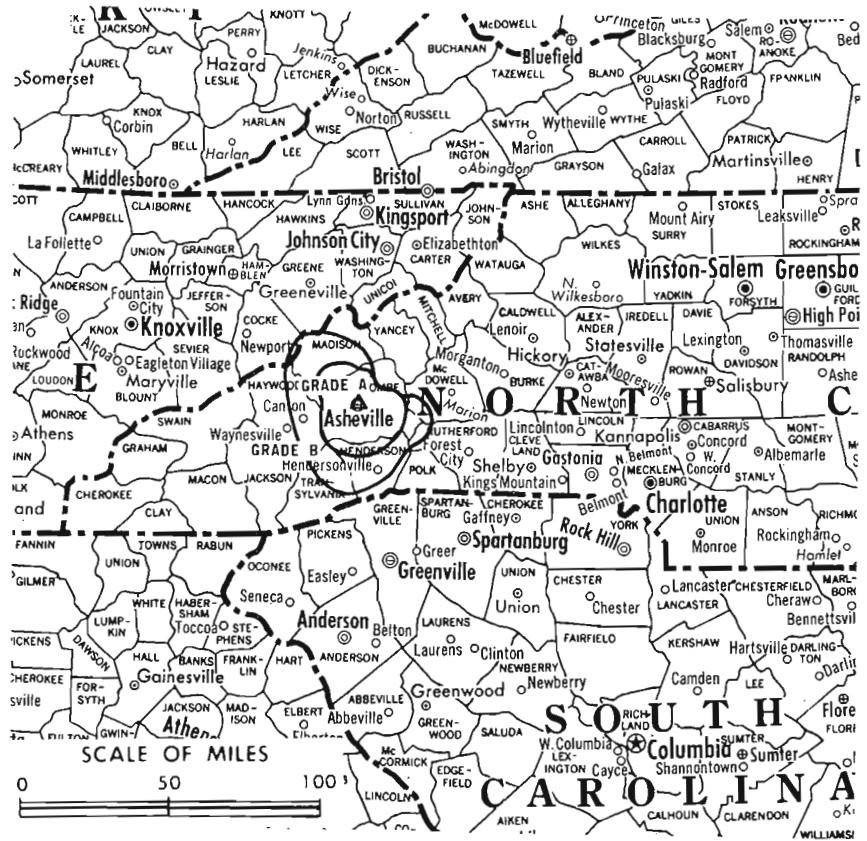 K Y
JACKSON
PERRY
KNOTT
McDOWELL
Princeton
GILES
CLAY
LAUREL
Somerset
Hazard
LESLIE
Jenkins
LETCHER
DICK-
ENSON
BUCHANAN
Bluefield
TAZEWELL
BLAND
Blacksburg
Salem
RO-
ANOKE
MONT
GOMERY
Radford
FRANKLIN
PULASKI
Pulaski
FLOYD
KNOX
Corbin
HARLAN
Harlan
Wise
WISE
Norton
RUSSELL
SMYTH
Marion
Wytheville
WYTHE
CARROLL
PATRICK
WHITLEY
BELL
LEE
SCOTT
WASH-
INGTON
Abingdon
GRAYSON
Galax
Martinsville
McCREARY
Middlesboro
Bristol
HENRY
CAMPBELL
CLAIBORNE
HANCOCK
Lynn Gdns.
HAWKINS
SULLIVAN
Kingsport
JOHN-
SON
ASHE
ALLEGHANY
Mount Airy
SURRY
STOKES
Leaksville
La Follette
UNION
GRAINGER
Johnson City
Elizabethton
CARTER
WILKES
ROCKINGHAM
Morristown
HAM-
BLEN
GREENE
WASHING-
TON
WATAUGA
Winston-Salem
Greensbo
ANDERSON
Fountain
City
JEFFER-
SON
Greeneville
UNICOI
AVERY
N.
Wilkesboro
YADKIN
FORSYTH
Ridge
KNOX
Knoxville
COCKE
Newport
MADISON
YANCEY
MITCHELL
CALDWELL
Lenoir
ALEX-
ANDER
IREDELL
DAVIE
High Poi
Rockwood
Alcoa
Eagleton Village
SEVIER
Hickory
Statesville
Lexington
DAVIDSON
Thomasville
RANDOLPH
LOUDON
E
Maryville
BLOUNT
HAYWOOD
GRADE A
Morganton
Mc
DOWELL
BURKE
CAT-
AWBA
Newton
Mooresville
ROWAN
Salisbury
Ashe
MONROE
SWAIN
Canton
Asheville
Marion
NORTH C
Athens
Waynesville
GRAHAM
RUTHERFORD
Lincolnton
LINCOLN
Kannapolis
CABARRUS
Concord
MONT-
GOMERY
GRADE B
HENDERSON
Hendersonville
Forest
City
CLEVE
LAND
Shelby
Gastonia
N. Belmont
W.
Concord
Albemarle
STANLY
CHEROKEE
MACON
JACKSON
TRAN-
SYLVANIA
POLK
Kings Mountain
MECKLEN-
BURG
Belmont
Charlotte
CLAY
GREEN-
VILLE
SPARTAN-
BURG
CHEROKEE
Gaffney
Rock Hill
YORK
UNION
Monroe
ANSON
Rockingham
Hamlet
FANNIN
TOWNS
RABUN
PICKENS
Greer
Spartanburg
UNION
GILMER
OCONEE
Easley
Greenville
UNION
Union
CHESTER
Chester
Lancaster
LANCASTER
CHESTERFIELD
Cheraw
MARL-
BORO
Bennettsvil
WHITE
HABER-
SHAM
Toccoa
STE-
PHENS
Seneca
LUMP-
KIN
Anderson
ANDERSON
Belton
LAURENS
Laurens
Clinton
FAIRFIELD
KERSHAW
Hartsville
DARLING-
TON
DAWSON
HALL
BANKS
FRANK-
LIN
HART
NEWBERRY
Newberry
Camden
LEE
CHEROKEE
Gainesville
FOR-
SYTH
JACKSON
MAD-
ISON
ELBERT
Elberton
ABBEVILLE
Abbeville
Greenwood
GREEN-
WOOD
SOUTH
RICH-
LAND
Flore
Athens
SALUDA
W. Columbia
LEX-
INGTON
Cayce
Columbia
SUMTER
Sumter
Shannontown
FULTON
GWIN-
SCALE OF MILES
0 50 100
Mc
CORMICK
LINCOLN
EDGE-
FIELD
CAROLINA
AIKEN
CALHOUN
CLARENDON
WILLIAMS